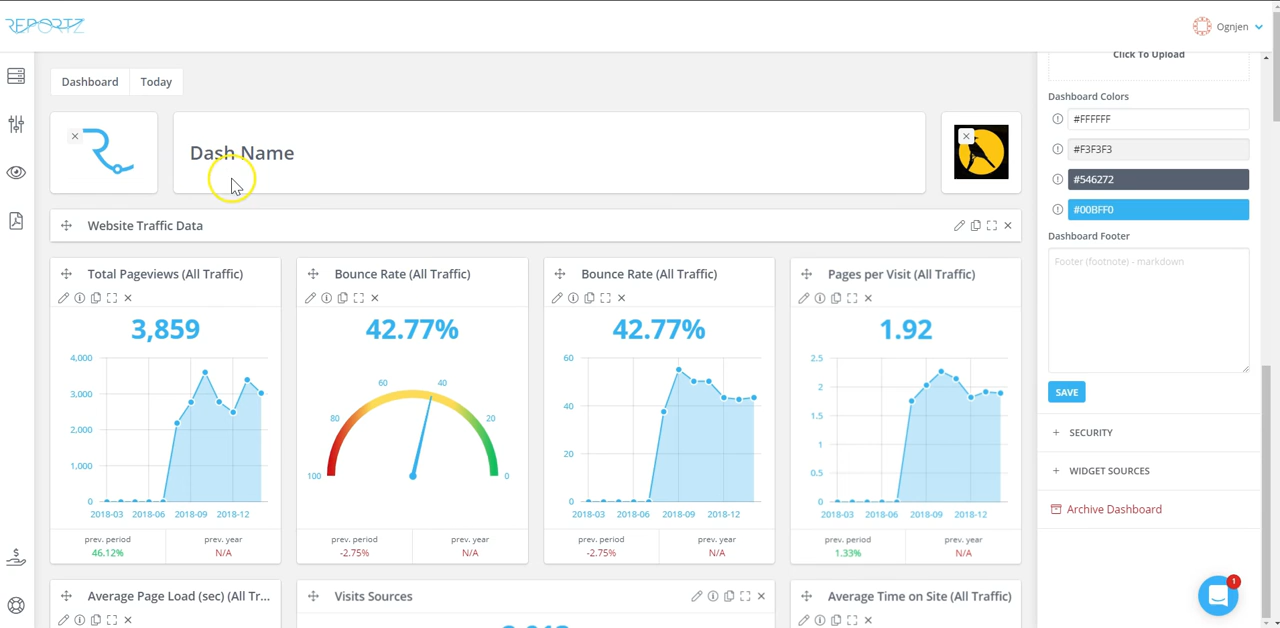 REPORTZ
Ognjen
Dashboard
Today
Click To Upload
Dash Name
Dashboard Colors
#FFFFFF
#F3F3F3
#546272
#00BFF0
Dashboard Footer
Footer (footnote) - markdown
SAVE
+ SECURITY
+ WIDGET SOURCES
Archive Dashboard
1
Website Traffic Data
Total Pageviews (All Traffic)
3,859
4,000
3,000
2,000
1,000
0
2018-03 2018-06 2018-09 2018-12
prev. period prev. year
46.12% N/A
Bounce Rate (All Traffic)
42.77%
60 40
80 20
100 0
prev. period prev. year
-2.75% N/A
Bounce Rate (All Traffic)
42.77%
60
40
20
0
2018-03 2018-06 2018-09 2018-12
prev. period prev. year
-2.75% N/A
Pages per Visit (All Traffic)
1.92
2.5
2
1.5
1
0.5
0
2018-03 2018-06 2018-09 2018-12
prev. period prev. year
1.33% N/A
Average Page Load (sec) (All Tr...
Visits Sources
Average Time on Site (All Traffic)